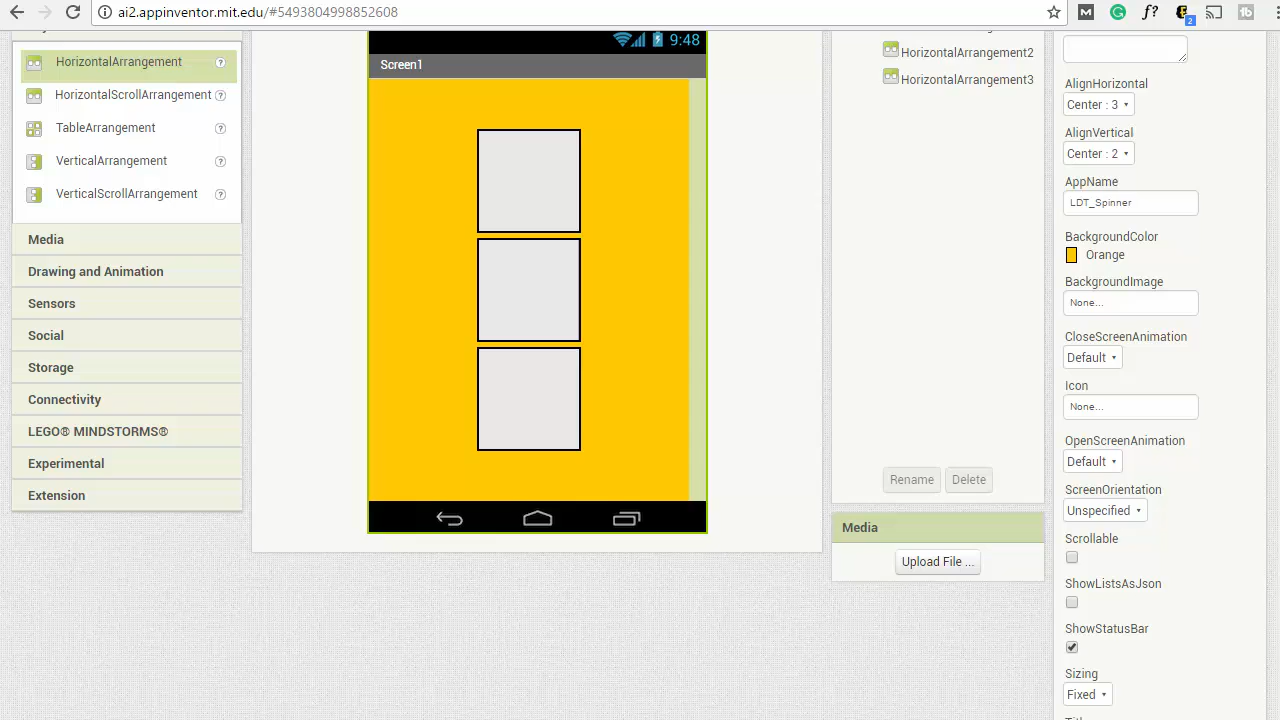 ai2.appinventor.mit.edu/#5493804998852608
M
G
f?
2
HorizontalArrangement ?
HorizontalScrollArrangement ?
TableArrangement ?
VerticalArrangement ?
VerticalScrollArrangement ?
Media
Drawing and Animation
Sensors
Social
Storage
Connectivity
LEGO® MINDSTORMS®
Experimental
Extension
9:48
Screen1
HorizontalArrangement2
HorizontalArrangement3
Rename Delete
Media
Upload File ...
AlignHorizontal
Center : 3
AlignVertical
Center : 2
AppName
LDT_Spinner
BackgroundColor
Orange
BackgroundImage
None...
CloseScreenAnimation
Default
Icon
None...
OpenScreenAnimation
Default
ScreenOrientation
Unspecified
Scrollable
ShowListsAsJson
ShowStatusBar
Sizing
Fixed